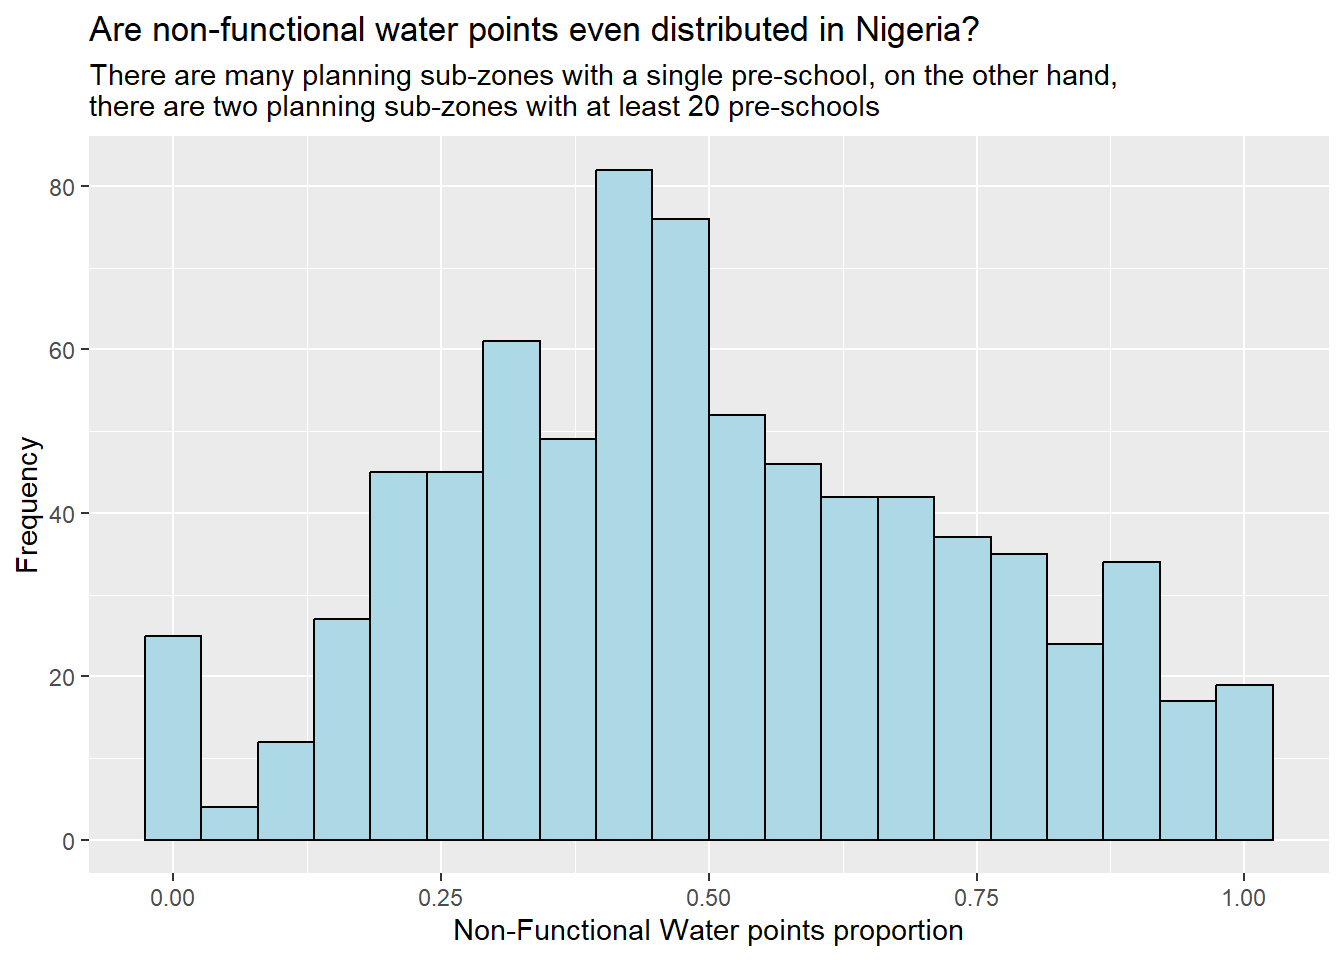 Are non-functional water points even distributed in Nigeria?
There are many planning sub-zones with a single pre-school, on the other hand,
there are two planning sub-zones with at least 20 pre-schools
80
60
40
20
0
Frequency
0.00 0.25 0.50 0.75 1.00
Non-Functional Water points proportion